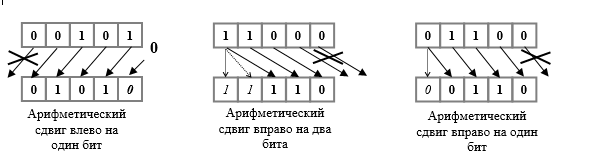 0 0 1 0 1
0
0 1 0 1 0
Арифметический
сдвиг влево на
один бит
1 1 0 0 0
1 1 1 1 0
Арифметический
сдвиг вправо на два
бита
0 1 1 0 0
0 0 1 1 0
Арифметический
сдвиг вправо на один
бит